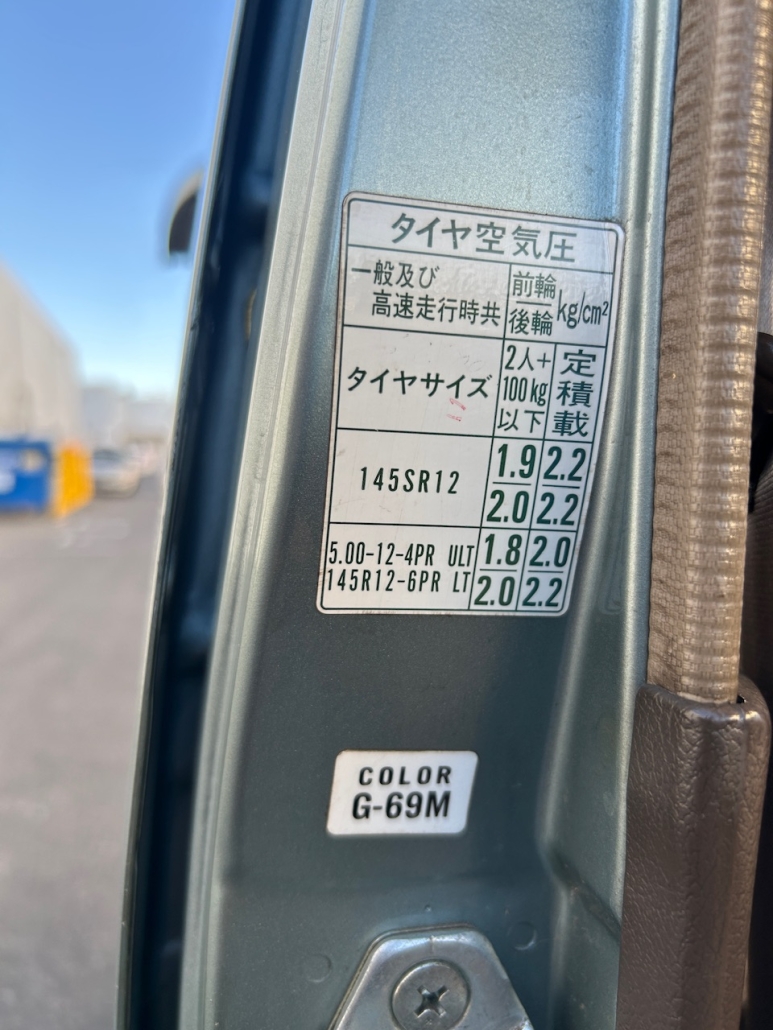 タイヤ空気圧
一般及び
高速走行時共
前輪
後輪
kg/cm²
タイヤサイズ
2人+
100kg
以下
定
積
載
145SR12
1.9 2.2
2.0 2.2
5.00-12-4PR ULT
145R12-6PR LT
1.8 2.0
2.0 2.2
COLOR
G-69M